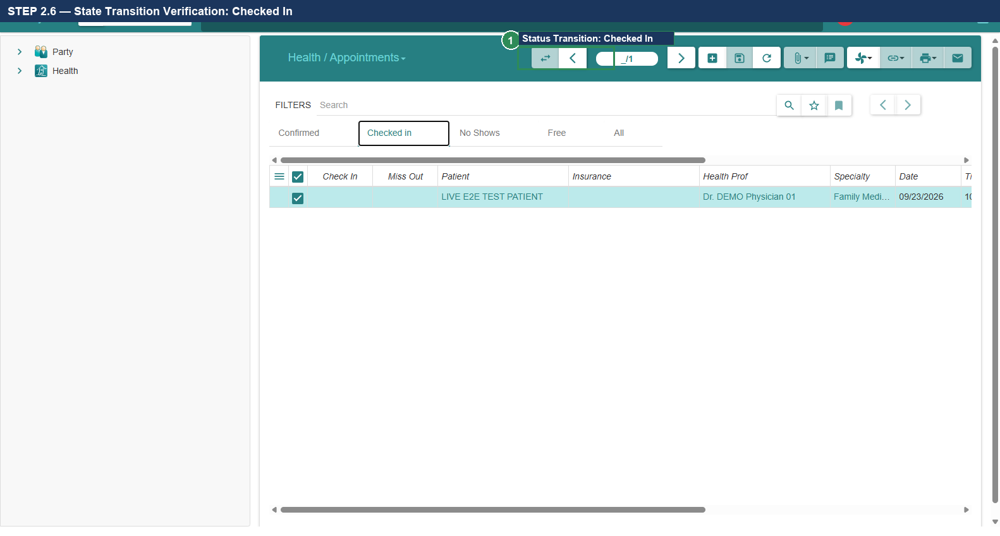 STEP 2.6 — State Transition Verification: Checked In
1 Status Transition: Checked In
Party
Health
Health / Appointments
_/1
FILTERS Search
Confirmed Checked in No Shows Free All
Check In Miss Out Patient Insurance Health Prof Specialty Date
LIVE E2E TEST PATIENT Dr. DEMO Physician 01 Family Medi... 09/23/2026 10